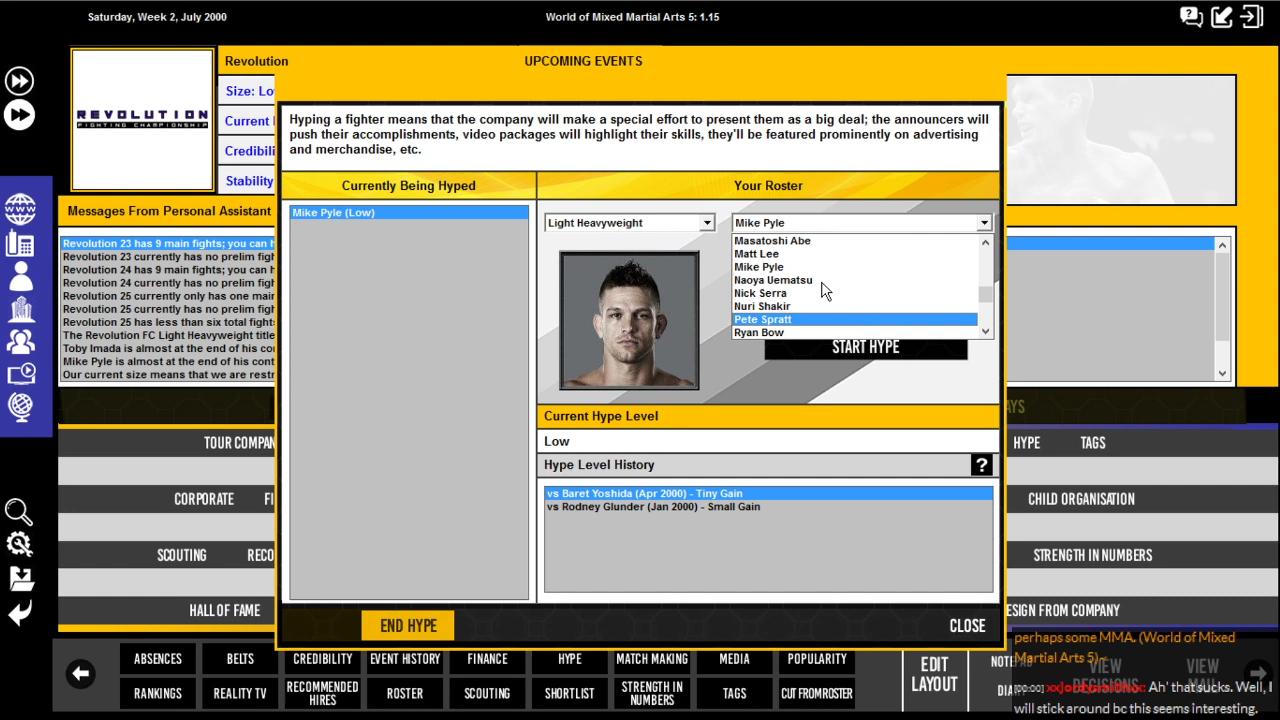 Saturday, Week 2, July 2000
World of Mixed Martial Arts 5: 1.15
REVOLUTION
FIGHTING CHAMPIONSHIP
Revolution
UPCOMING EVENTS
Size: Lo
Current
Credibili
Stability
Hyping a fighter means that the company will make a special effort to present them as a big deal; the announcers will
push their accomplishments, video packages will highlight their skills, they'll be featured prominently on advertising
and merchandise, etc.
Currently Being Hyped
Your Roster
Mike Pyle (Low)
Light Heavyweight
Mike Pyle
Masatoshi Abe
Matt Lee
Mike Pyle
Naoya Uematsu
Nick Serra
Nuri Shakir
Pete Spratt
Ryan Bow
START HYPE
Current Hype Level
Low
Hype Level History
?
vs Baret Yoshida (Apr 2000) - Tiny Gain
vs Rodney Glunder (Jan 2000) - Small Gain
END HYPE
CLOSE
Messages From Personal Assistant
Revolution 23 has 9 main fights; you can h
Revolution 23 currently has no prelim figh
Revolution 24 has 9 main fights; you can h
Revolution 24 currently has no prelim figh
Revolution 25 currently only has one main
Revolution 25 currently has no prelim figh
Revolution 25 has less than six total fight
The Revolution FC Light Heavyweight title
Toby Imada is almost at the end of his co
Mike Pyle is almost at the end of his cont
Our current size means that we are restr
WWW
AYS
TOUR COMPAN
HYPE
TAGS
CORPORATE
FI
CHILD ORGANISATION
SCOUTING
RECO
STRENGTH IN NUMBERS
HALL OF FAME
ESIGN FROM COMPANY
ABSENCES
BELTS
CREDIBILITY
EVENT HISTORY
FINANCE
HYPE
MATCH MAKING
MEDIA
POPULARITY
RANKINGS
REALITY TV
RECOMMENDED
HIRES
ROSTER
SCOUTING
SHORTLIST
STRENGTH IN
NUMBERS
TAGS
CUT FROM ROSTER
EDIT
LAYOUT
VIEW
DECISIONS
VIEW
MAIL
perhaps some MMA. (World of Mixed
Martial Arts 5)~
[00:00]
Ah' that sucks. Well, I
will stick around bc this seems interesting.